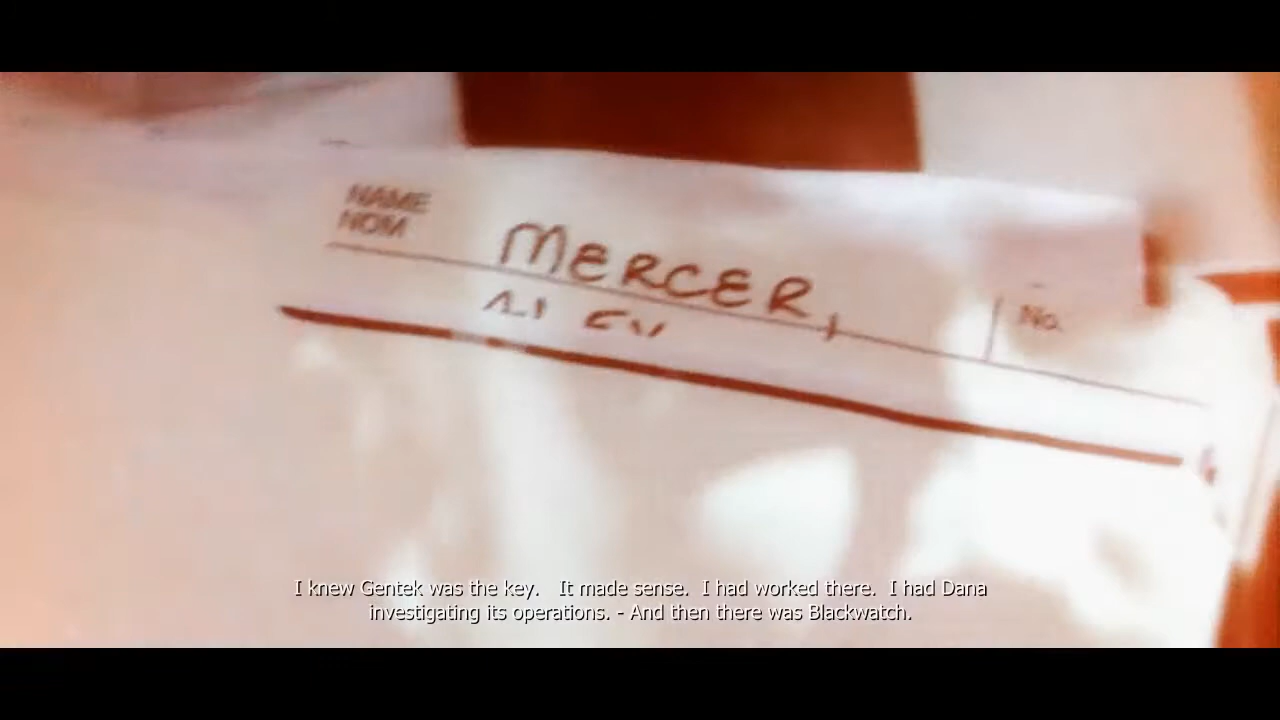 NAME
NOM
MERCER,
No.
I knew Gentek was the key. It made sense. I had worked there. I had Dana
investigating its operations. - And then there was Blackwatch.